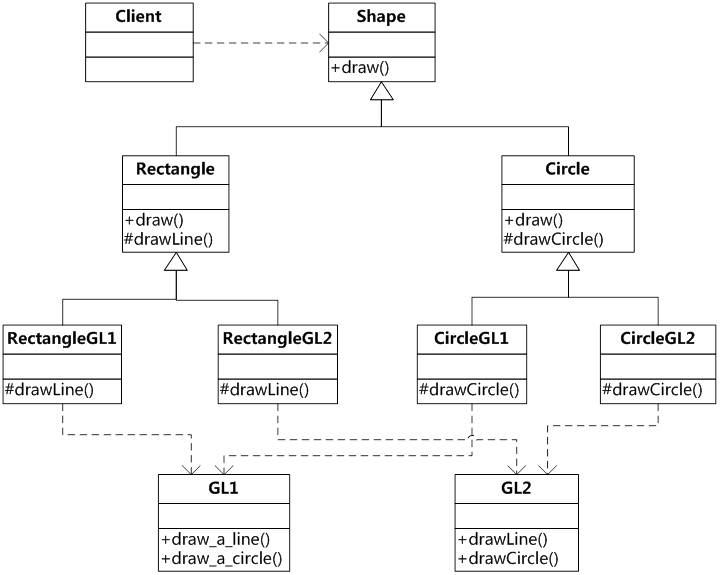 Client
Shape
+draw()
Rectangle
Circle
+draw()
#drawLine()
+draw()
#drawCircle()
RectangleGL1
RectangleGL2
CircleGL1
CircleGL2
#drawLine()
#drawLine()
#drawCircle()
#drawCircle()
GL1
GL2
+draw_a_line()
+draw_a_circle()
+drawLine()
+drawCircle()